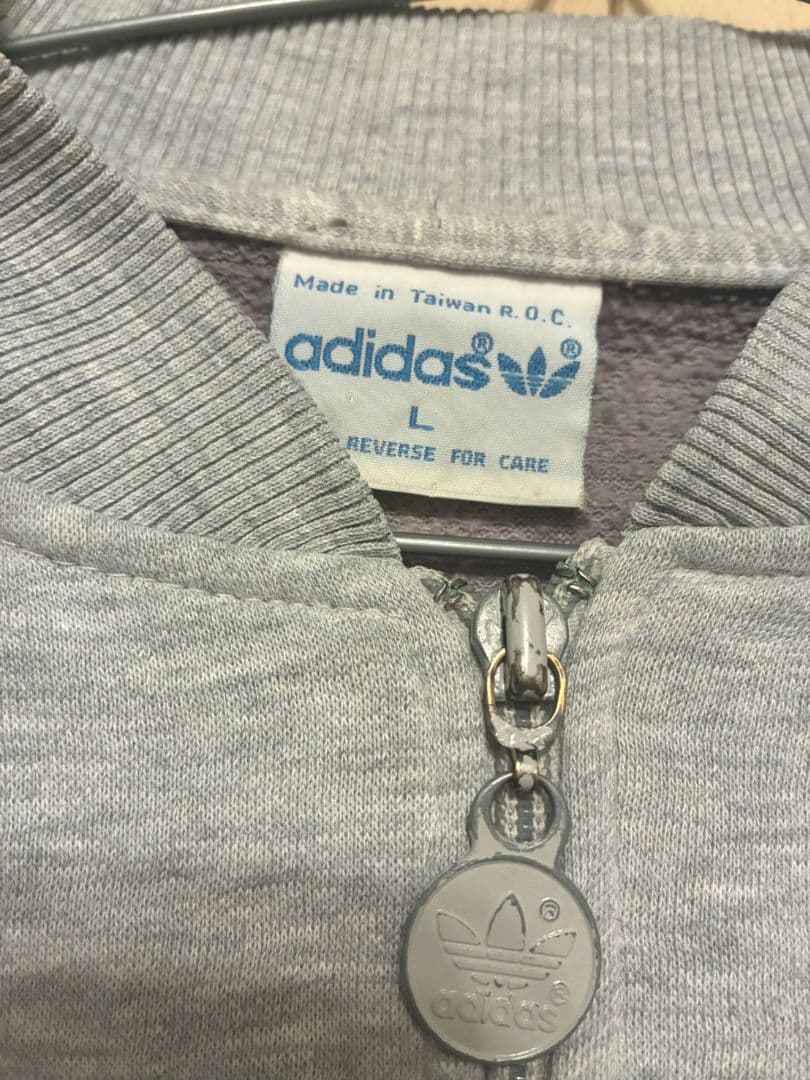 Made in Taiwan R.O.C.
adidas® ®
L
REVERSE FOR CARE
®
adidas®